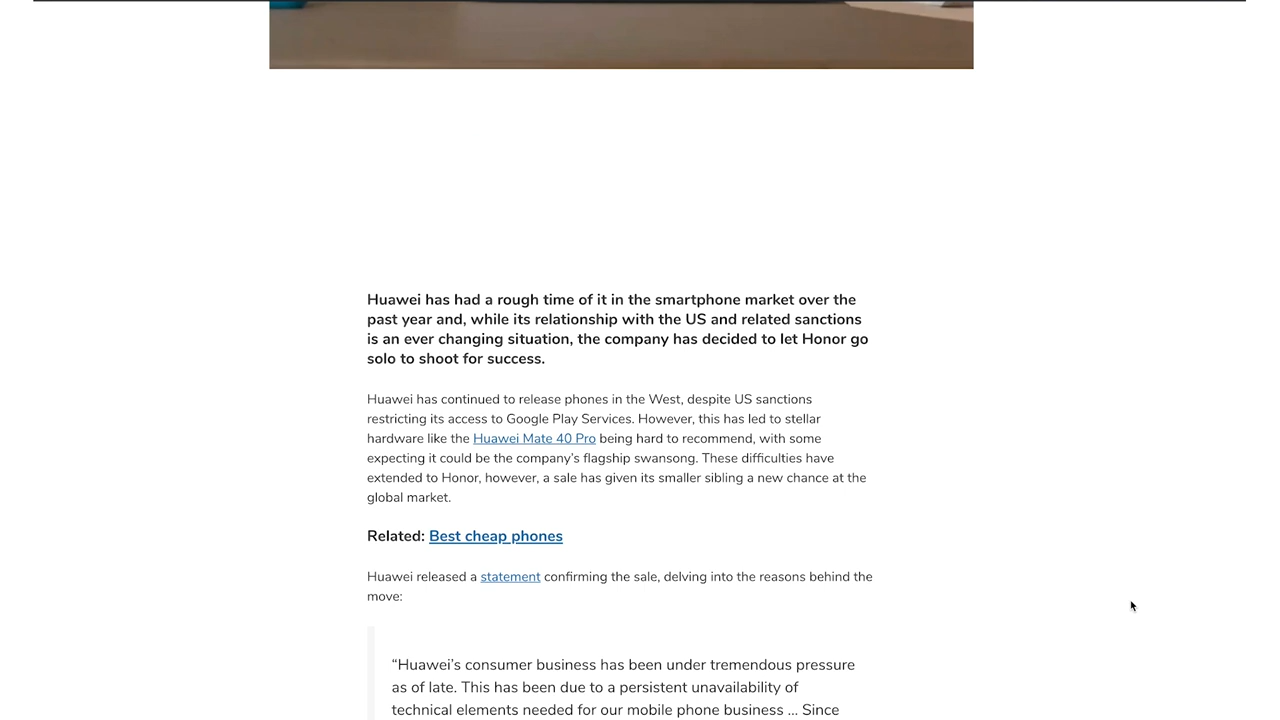 Huawei has had a rough time of it in the smartphone market over the
past year and, while its relationship with the US and related sanctions
is an ever changing situation, the company has decided to let Honor go
solo to shoot for success.
Huawei has continued to release phones in the West, despite US sanctions
restricting its access to Google Play Services. However, this has led to stellar
hardware like the Huawei Mate 40 Pro being hard to recommend, with some
expecting it could be the company’s flagship swansong. These difficulties have
extended to Honor, however, a sale has given its smaller sibling a new chance at the
global market.
Related: Best cheap phones
Huawei released a statement confirming the sale, delving into the reasons behind the
move:
“Huawei’s consumer business has been under tremendous pressure
as of late. This has been due to a persistent unavailability of
technical elements needed for our mobile phone business ... Since